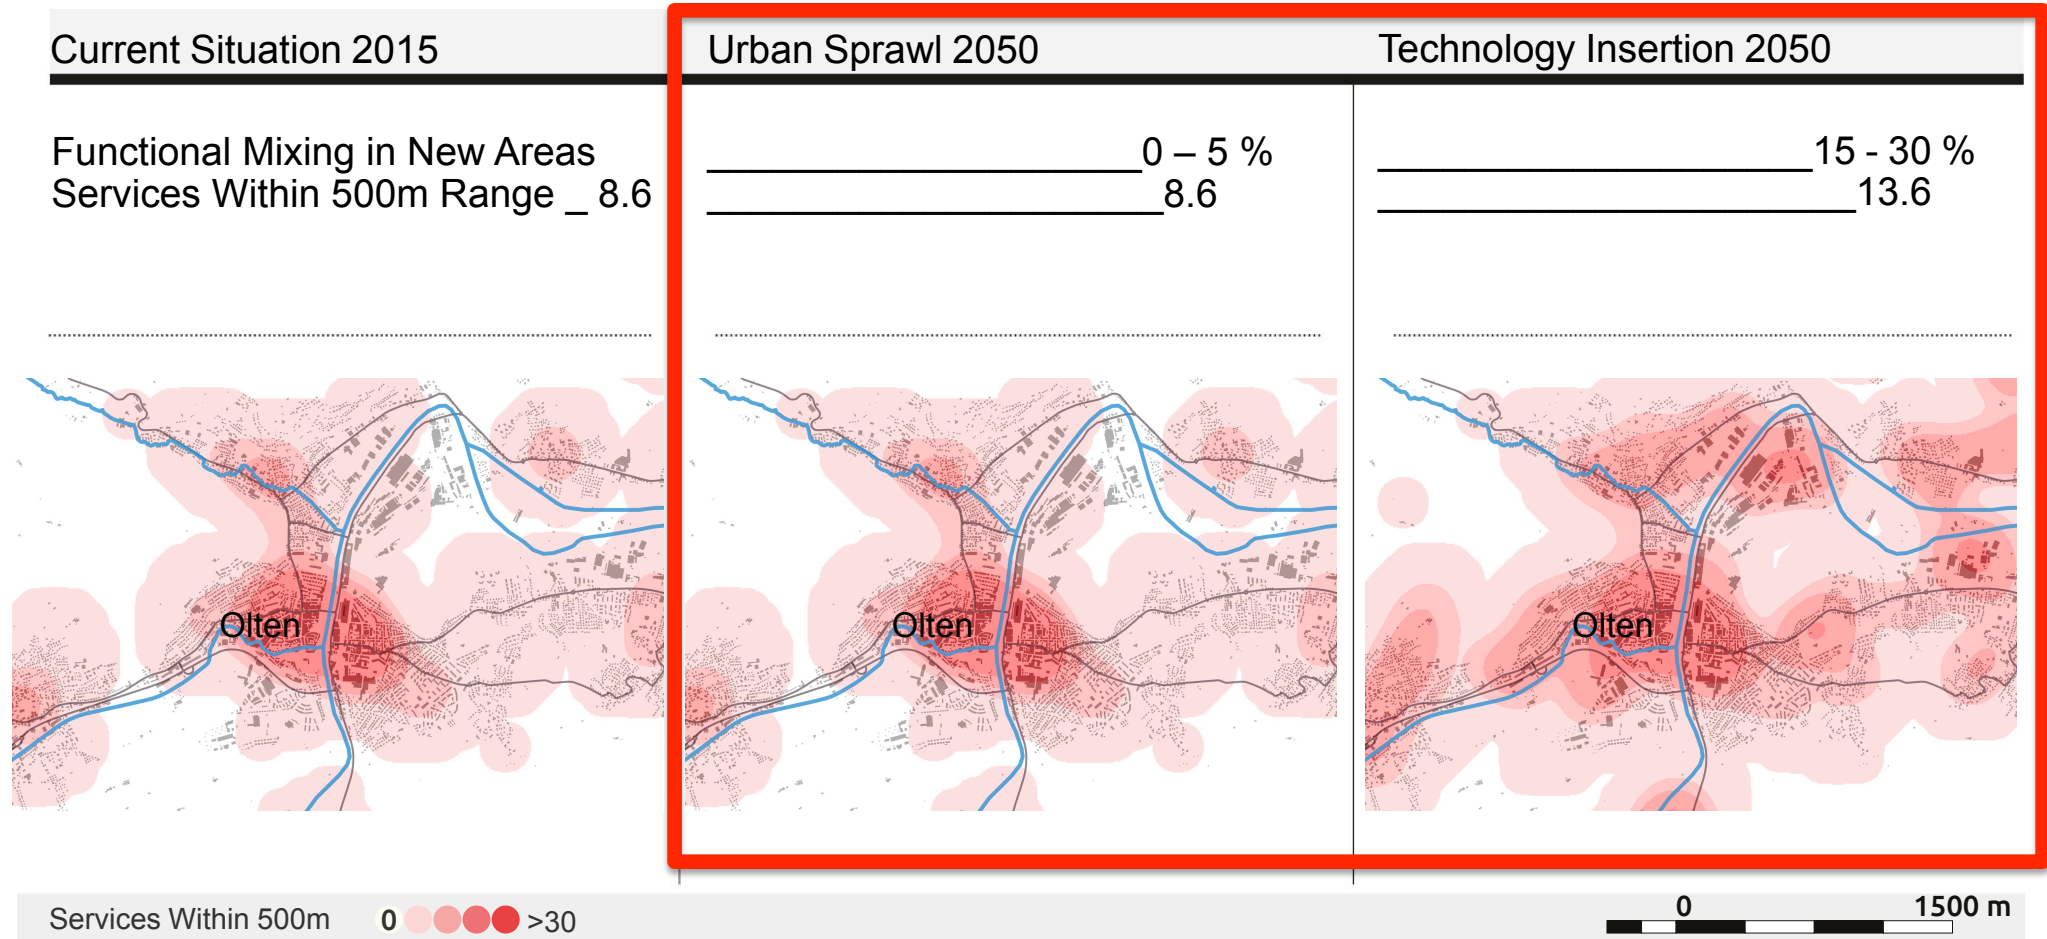 Current Situation 2015
Urban Sprawl 2050
Technology Insertion 2050
Functional Mixing in New Areas
Services Within 500m Range _ 8.6
0 – 5 %
8.6
15 - 30 %
13.6
Olten
Olten
Olten
Services Within 500m 0 >30
0 1500 m